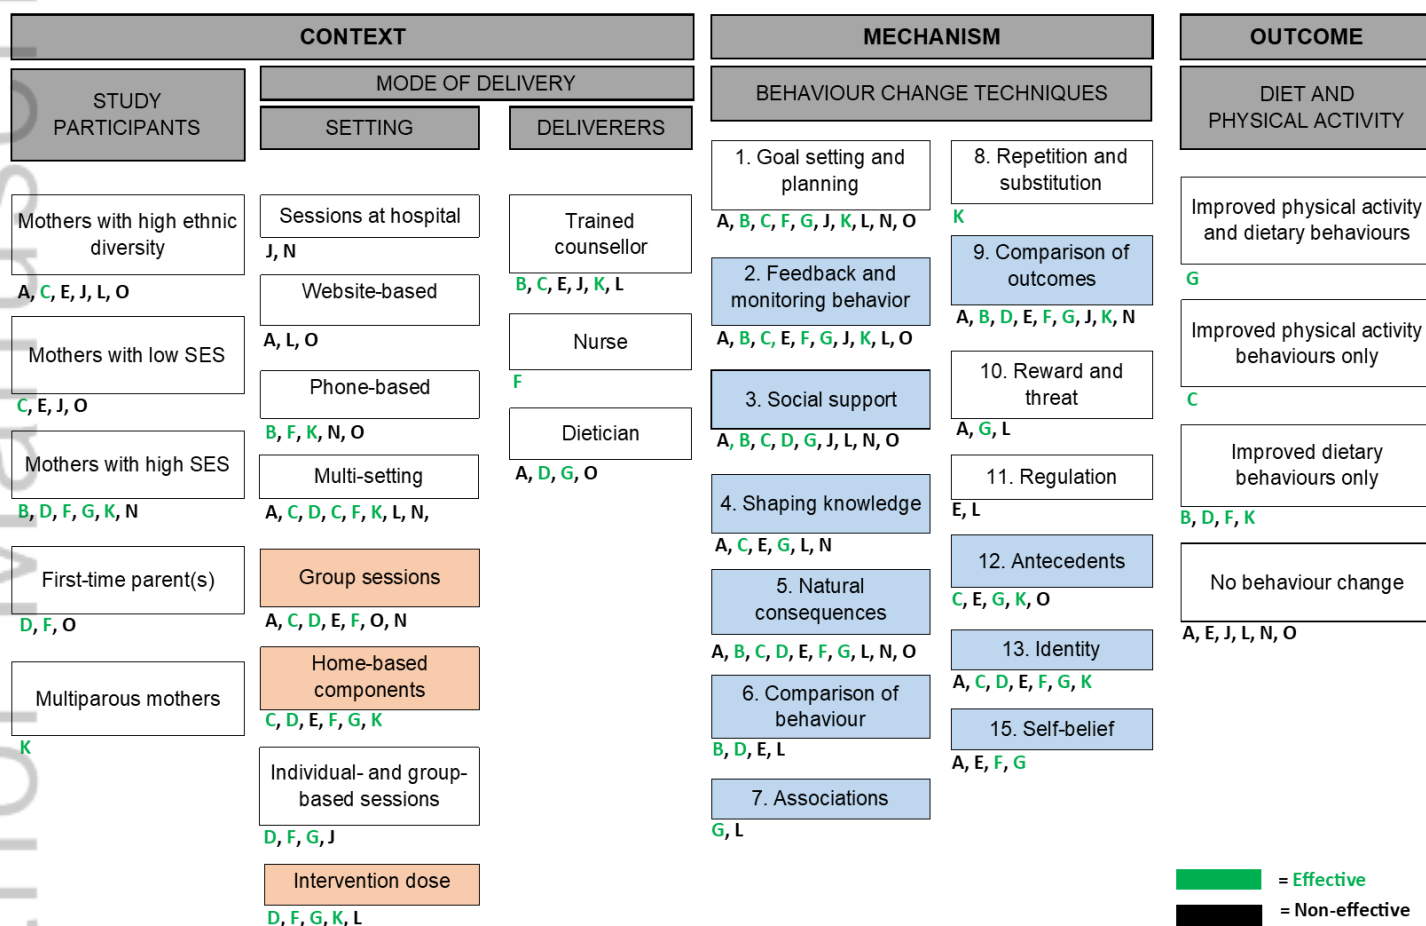 CONTEXT
STUDY
PARTICIPANTS
MODE OF DELIVERY
SETTING
DELIVERERS
Mothers with high ethnic
diversity
A, C, E, J, L, O
Mothers with low SES
C, E, J, O
Mothers with high SES
B, D, F, G, K, N
First-time parent(s)
D, F, O
Multiparous mothers
K
Sessions at hospital
J, N
Website-based
A, L, O
Phone-based
B, F, K, N, O
Multi-setting
A, C, D, C, F, K, L, N,
Group sessions
A, C, D, E, F, O, N
Home-based
components
C, D, E, F, G, K
Individual- and group-
based sessions
D, F, G, J
Intervention dose
D, F, G, K, L
Trained
counsellor
B, C, E, J, K, L
Nurse
F
Dietician
A, D, G, O
MECHANISM
BEHAVIOUR CHANGE TECHNIQUES
1. Goal setting and
planning
A, B, C, F, G, J, K, L, N, O
2. Feedback and
monitoring behavior
A, B, C, E, F, G, J, K, L, O
3. Social support
A, B, C, D, G, J, L, N, O
4. Shaping knowledge
A, C, E, G, L, N
5. Natural
consequences
A, B, C, D, E, F, G, L, N, O
6. Comparison of
behaviour
B, D, E, L
7. Associations
G, L
8. Repetition and
substitution
K
9. Comparison of
outcomes
A, B, D, E, F, G, J, K, N
10. Reward and
threat
A, G, L
11. Regulation
E, L
12. Antecedents
C, E, G, K, O
13. Identity
A, C, D, E, F, G, K
15. Self-belief
A, E, F, G
OUTCOME
DIET AND
PHYSICAL ACTIVITY
Improved physical activity
and dietary behaviours
G
Improved physical activity
behaviours only
C
Improved dietary
behaviours only
B, D, F, K
No behaviour change
A, E, J, L, N, O
= Effective
= Non-effective